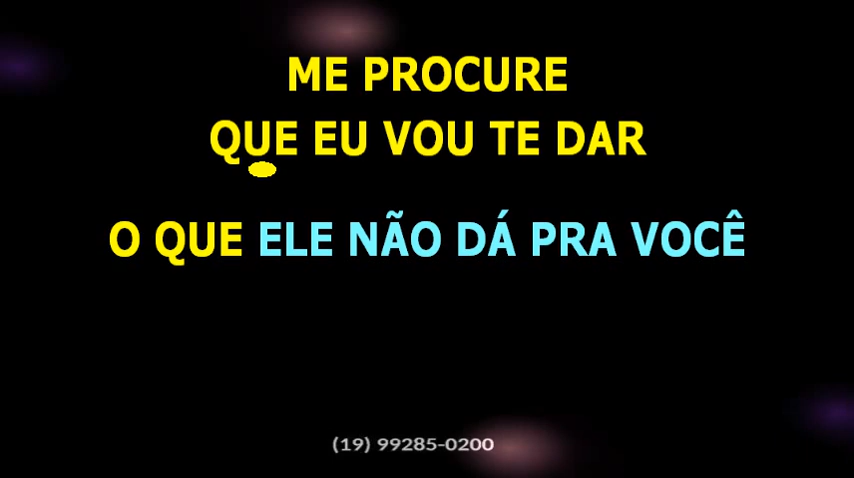 ME PROCURE
QUE EU VOU TE DAR
O QUE ELE NÃO DÁ PRA VOCÊ
(19) 99285-0200